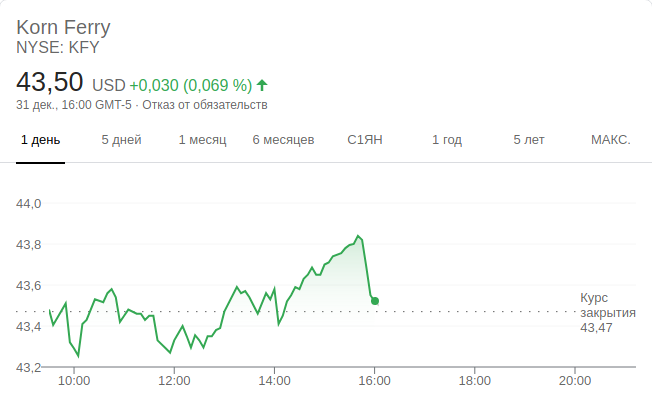 Korn Ferry
NYSE: KFY
43,50 USD +0,030 (0,069 %)
31 дек., 16:00 GMT-5 · Отказ от обязательств
1 день 5 дней 1 месяц 6 месяцев С1ЯН 1 год 5 лет МАКС.
44,0
43,8
43,6
Курс
закрытия
43,47
43,4
43,2
10:00 12:00 14:00 16:00 18:00 20:00